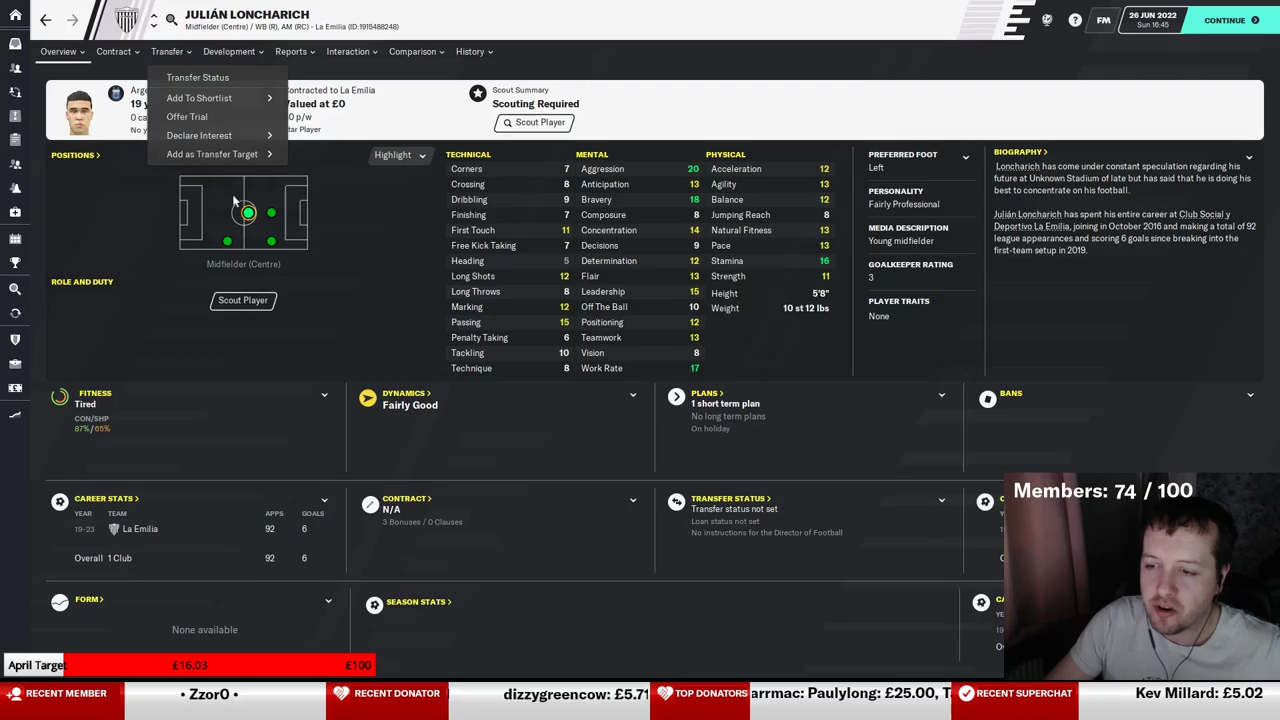 JULIÁN LONCHARICH
Midfielder (Centre) / WB (R), AM (RC) - La Emilia (ID:1915488248)
FM
26 JUN 2022
Sun 16:45
CONTINUE
Overview
Contract
Transfer
Development
Reports
Interaction
Comparison
History
Transfer Status
Add To Shortlist
Offer Trial
Declare Interest
Add as Transfer Target
Contracted to La Emilia
Valued at £0
Scout Summary
Scouting Required
Scout Player
POSITIONS
Midfielder (Centre)
ROLE AND DUTY
Scout Player
Highlight
TECHNICAL
Corners 7
Crossing 8
Dribbling 9
Finishing 7
First Touch 11
Free Kick Taking 7
Heading 5
Long Shots 12
Long Throws 8
Marking 12
Passing 15
Penalty Taking 6
Tackling 10
Technique 8
MENTAL
Aggression 20
Anticipation 13
Bravery 18
Composure 8
Concentration 14
Decisions 9
Determination 12
Flair 13
Leadership 15
Off The Ball 10
Positioning 12
Teamwork 13
Vision 8
Work Rate 17
PHYSICAL
Acceleration 12
Agility 13
Balance 12
Jumping Reach 8
Natural Fitness 13
Pace 13
Stamina 16
Strength 11
Height 5'8"
Weight 10 st 12 lbs
PREFERRED FOOT
Left
PERSONALITY
Fairly Professional
MEDIA DESCRIPTION
Young midfielder
GOALKEEPER RATING
3
PLAYER TRAITS
None
BIOGRAPHY
Loncharich has come under constant speculation regarding his
future at Unknown Stadium of late but has said that he is doing his
best to concentrate on his football.
Julián Loncharich has spent his entire career at Club Social y
Deportivo La Emilia, joining in October 2016 and making a total of 92
league appearances and scoring 6 goals since breaking into the
first-team setup in 2019.
FITNESS
Tired
CON/SHP
87%/65%
DYNAMICS
Fairly Good
PLANS
1 short term plan
No long term plans
On holiday
BANS
CAREER STATS
YEAR TEAM APPS GOALS
19-23 La Emilia 92 6
Overall 1 Club 92 6
CONTRACT
N/A
3 Bonuses / 0 Clauses
TRANSFER STATUS
Transfer status not set
Loan status not set
No instructions for the Director of Football
FORM
None available
SEASON STATS
Members: 74 / 100
April Target
£16.03
£100
RECENT MEMBER
• Zzor0 •
RECENT DONATOR
dizzygreencow: £5.71
TOP DONATORS
arrmac: Paulylong: £25.00, T
RECENT SUPERCHAT
Kev Millard: £5.02